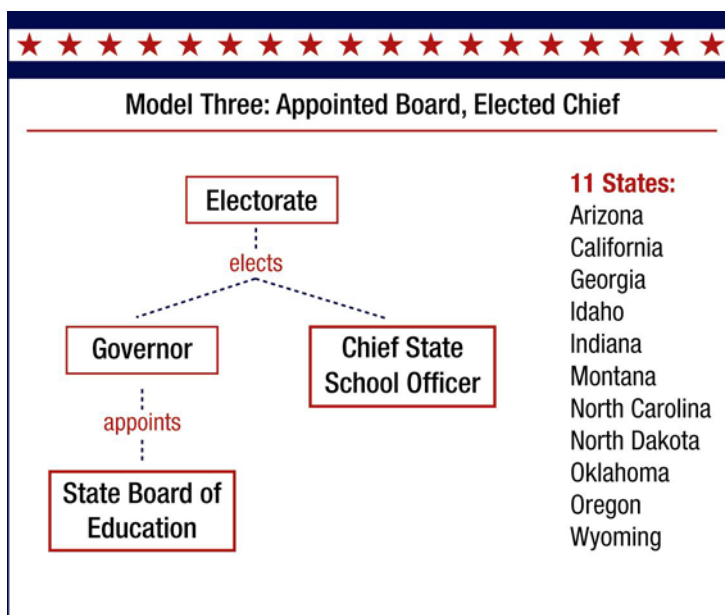 Model Three: Appointed Board, Elected Chief
Electorate
elects
Governor
Chief State
School Officer
appoints
State Board of
Education
11 States:
Arizona
California
Georgia
Idaho
Indiana
Montana
North Carolina
North Dakota
Oklahoma
Oregon
Wyoming